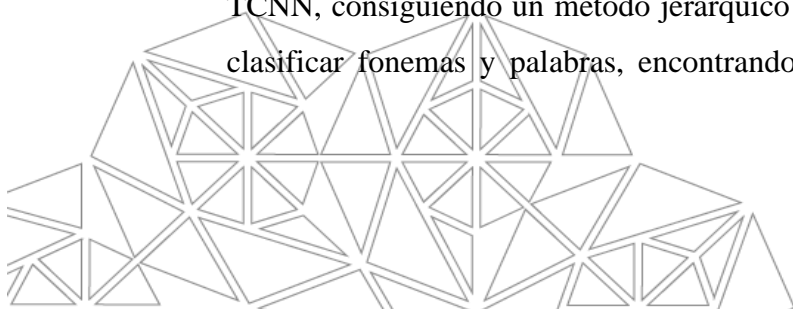 TCNN, consiguiendo un método jerárquico
clasificar fonemas y palabras, encontrando